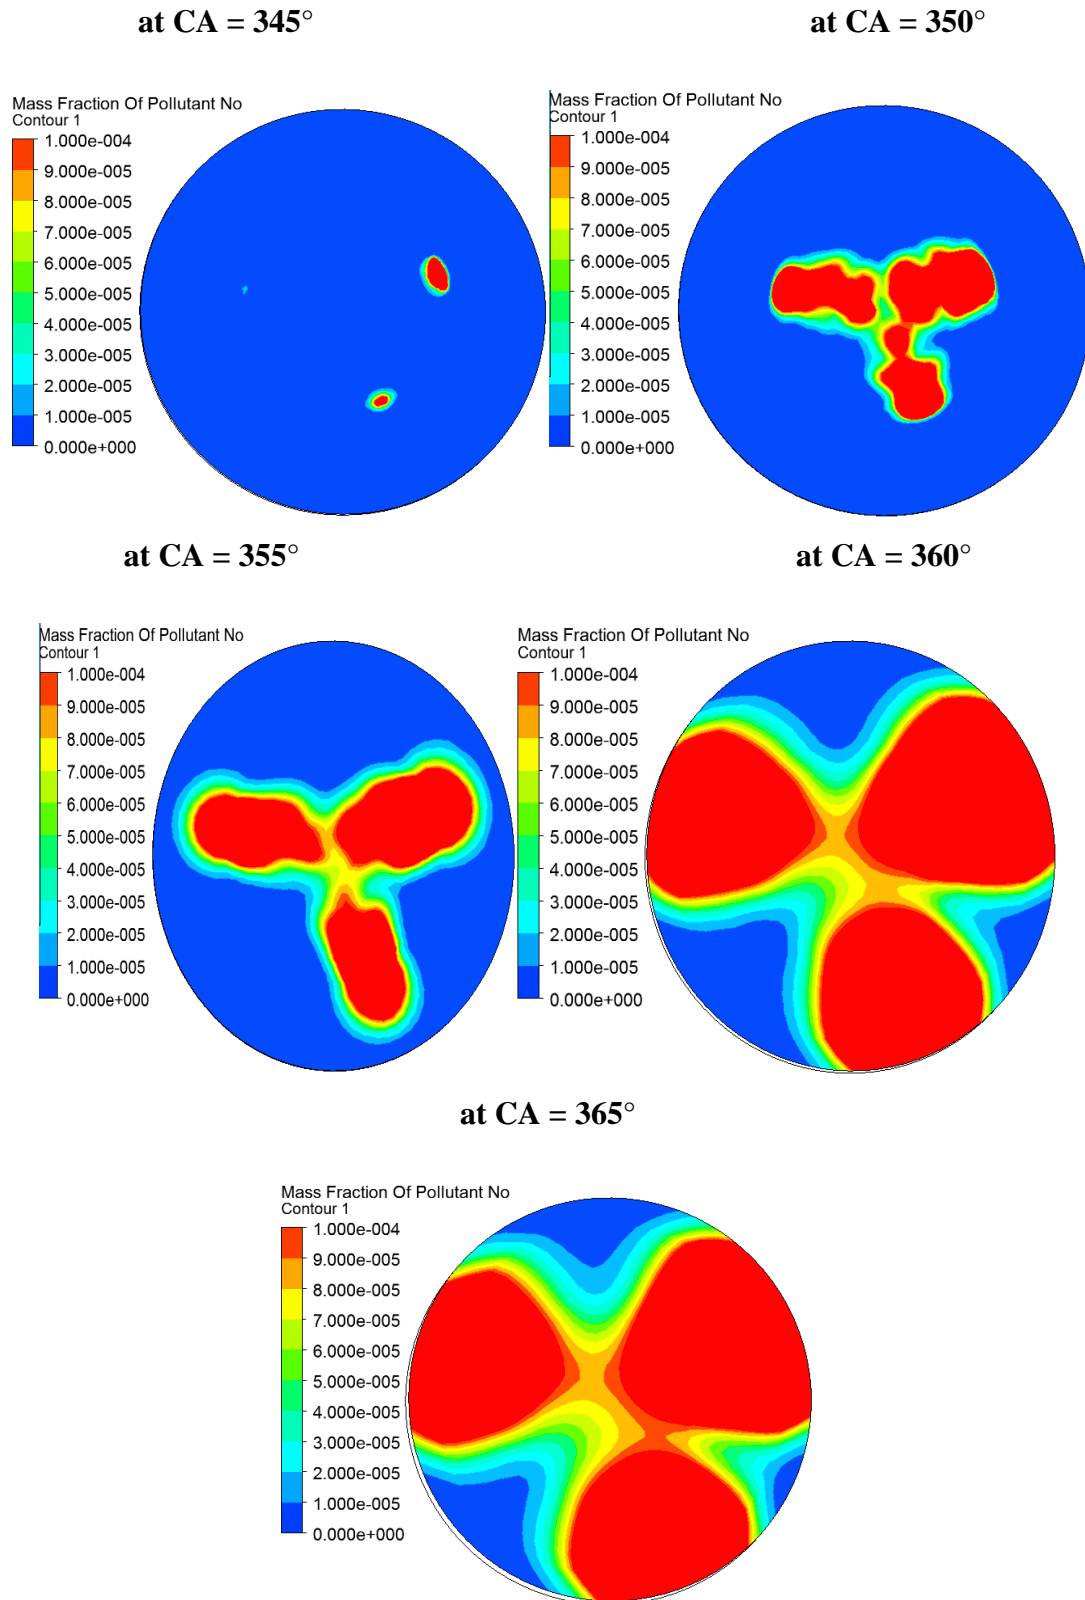 at CA = 345°
at CA = 350°
Mass Fraction Of Pollutant No
Contour 1
1.000e-004
9.000e-005
8.000e-005
7.000e-005
6.000e-005
5.000e-005
4.000e-005
3.000e-005
2.000e-005
1.000e-005
0.000e+000
Mass Fraction Of Pollutant No
Contour 1
1.000e-004
9.000e-005
8.000e-005
7.000e-005
6.000e-005
5.000e-005
4.000e-005
3.000e-005
2.000e-005
1.000e-005
0.000e+000
at CA = 355°
at CA = 360°
Mass Fraction Of Pollutant No
Contour 1
1.000e-004
9.000e-005
8.000e-005
7.000e-005
6.000e-005
5.000e-005
4.000e-005
3.000e-005
2.000e-005
1.000e-005
0.000e+000
Mass Fraction Of Pollutant No
Contour 1
1.000e-004
9.000e-005
8.000e-005
7.000e-005
6.000e-005
5.000e-005
4.000e-005
3.000e-005
2.000e-005
1.000e-005
0.000e+000
at CA = 365°
Mass Fraction Of Pollutant No
Contour 1
1.000e-004
9.000e-005
8.000e-005
7.000e-005
6.000e-005
5.000e-005
4.000e-005
3.000e-005
2.000e-005
1.000e-005
0.000e+000